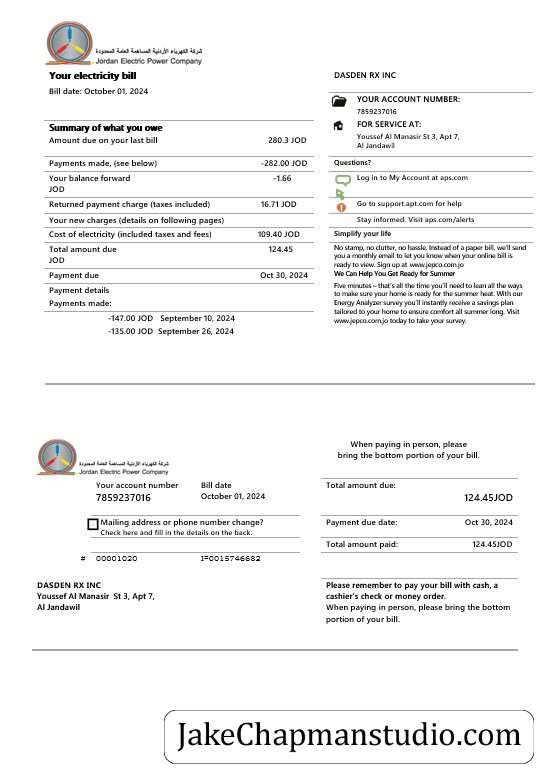 شركة الكهرباء الأردنية المساهمة العامة المحدودة
Jordan Electric Power Company
Your electricity bill
Bill date: October 01, 2024
DASDEN RX INC
YOUR ACCOUNT NUMBER:
7859237016
FOR SERVICE AT:
Youssef Al Manasir St 3, Apt 7,
Al Jandawil
Summary of what you owe
Amount due on your last bill 280.3 JOD
Payments made, (see below) -282.00 JOD
Your balance forward -1.66
JOD
Returned payment charge (taxes included) 16.71 JOD
Your new charges (details on following pages)
Cost of electricity (included taxes and fees) 109.40 JOD
Total amount due 124.45
JOD
Payment due Oct 30, 2024
Payment details
Payments made:
-147.00 JOD September 10, 2024
-135.00 JOD September 26, 2024
Questions?
Log in to My Account at aps.com
Go to support.apt.com for help
Stay informed. Visit aps.com/alerts
Simplify your life
No stamp, no clutter, no hassle. Instead of a paper bill, we'll send
you a monthly email to let you know when your online bill is
ready to view. Sign up at www.jepco.com.jo
We Can Help You Get Ready for Summer
Five minutes – that's all the time you'll need to lean all the ways
to make sure your home is ready for the summer heat. With our
Energy Analyzer survey you'll instantly receive a savings plan
tailored to your home to ensure comfort all summer long. Visit
www.jepco.com.jo today to take your survey.
شركة الكهرباء الأردنية المساهمة العامة المحدودة
Jordan Electric Power Company
When paying in person, please
bring the bottom portion of your bill.
Your account number Bill date
7859237016 October 01, 2024
Mailing address or phone number change?
Check here and fill in the details on the back.
# 00001020 I=0015746682
DASDEN RX INC
Youssef Al Manasir St 3, Apt 7,
Al Jandawil
Total amount due:
124.45JOD
Payment due date: Oct 30, 2024
Total amount paid: 124.45JOD
Please remember to pay your bill with cash, a
cashier's check or money order.
When paying in person, please bring the bottom
portion of your bill.
JakeChapmanstudio.com